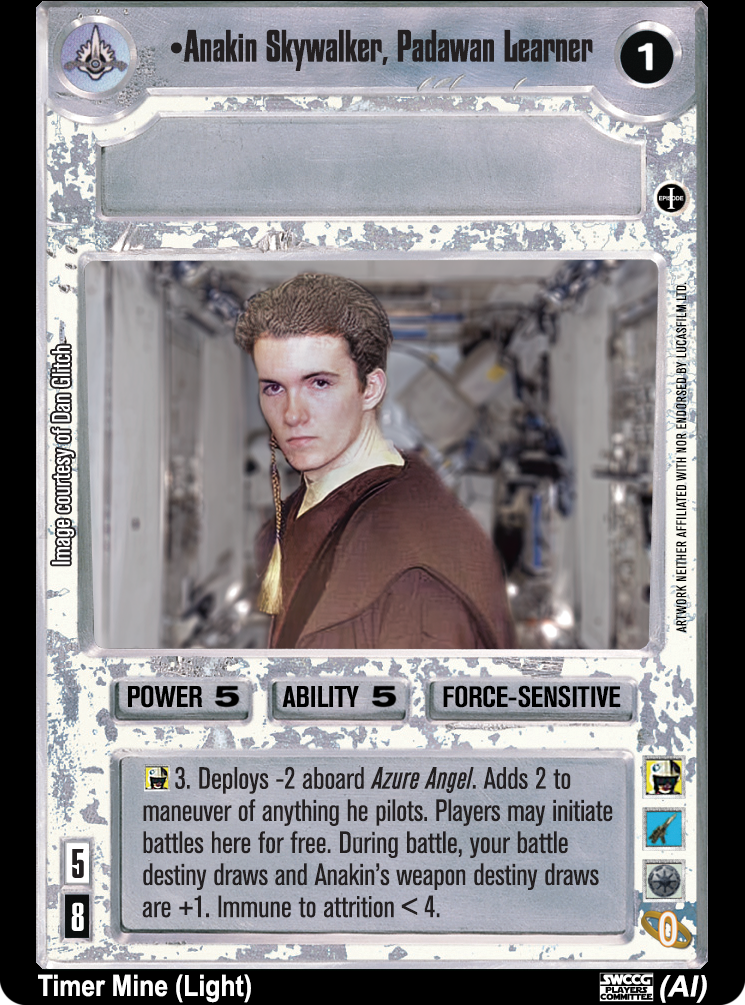 •Anakin Skywalker, Padawan Learner
1
EPISODE I
Image courtesy of Dan Glitch
ARTWORK NEITHER AFFILIATED WITH NOR ENDORSED BY LUCASFILM LTD.
POWER 5
ABILITY 5
FORCE-SENSITIVE
3. Deploys -2 aboard Azure Angel. Adds 2 to
maneuver of anything he pilots. Players may initiate
battles here for free. During battle, your battle
destiny draws and Anakin's weapon destiny draws
are +1. Immune to attrition < 4.
5
8
0
Timer Mine (Light)
SWCCG
PLAYERS
COMMITTEE
(AI)